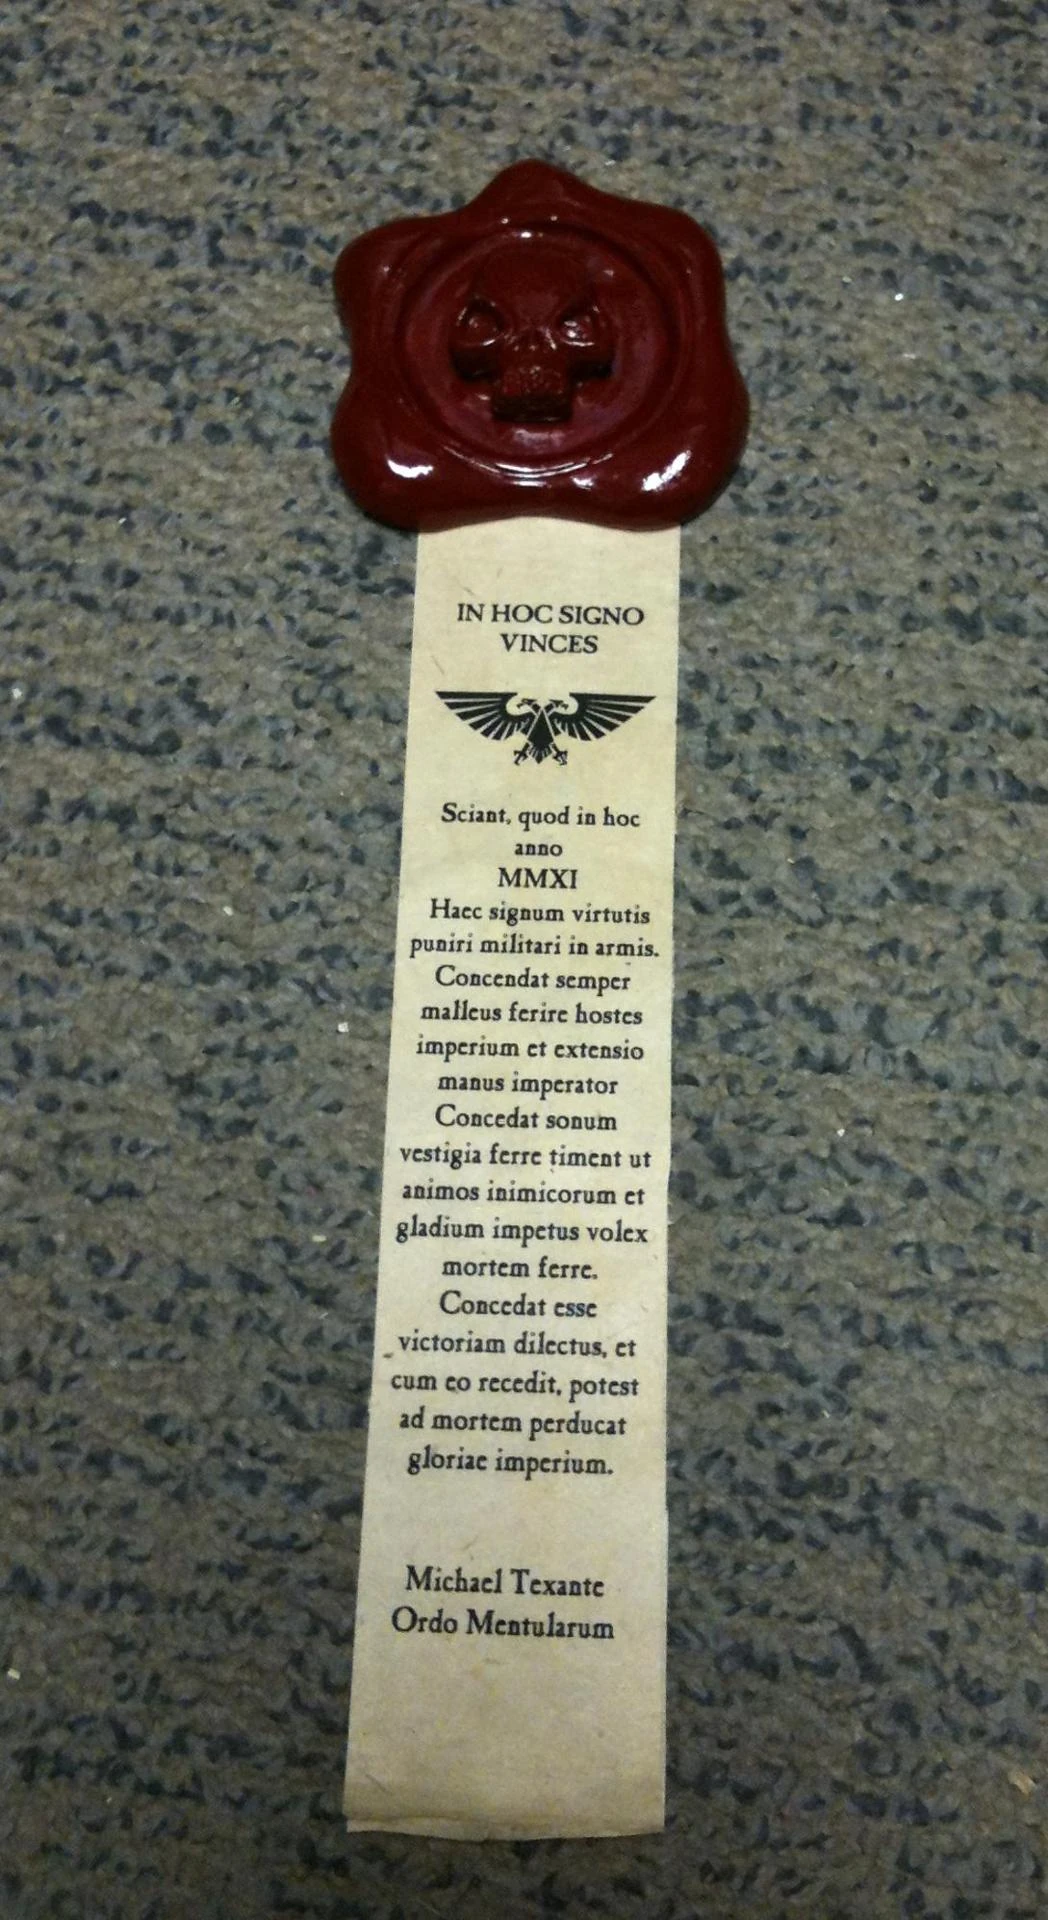 IN HOC SIGNO
VINCES
Sciant, quod in hoc
anno
MMXI
Haec signum virtutis
puniri militari in armis.
Concendat semper
malleus ferire hostes
imperium et extensio
manus imperator
Concedat sonum
vestigia ferre timent ut
animos inimicorum et
gladium impetus volex
mortem ferre.
Concedat esse
victoriam dilectus, et
cum eo recedit, potest
ad mortem perducat
gloriae imperium.
Michael Texante
Ordo Mentularum